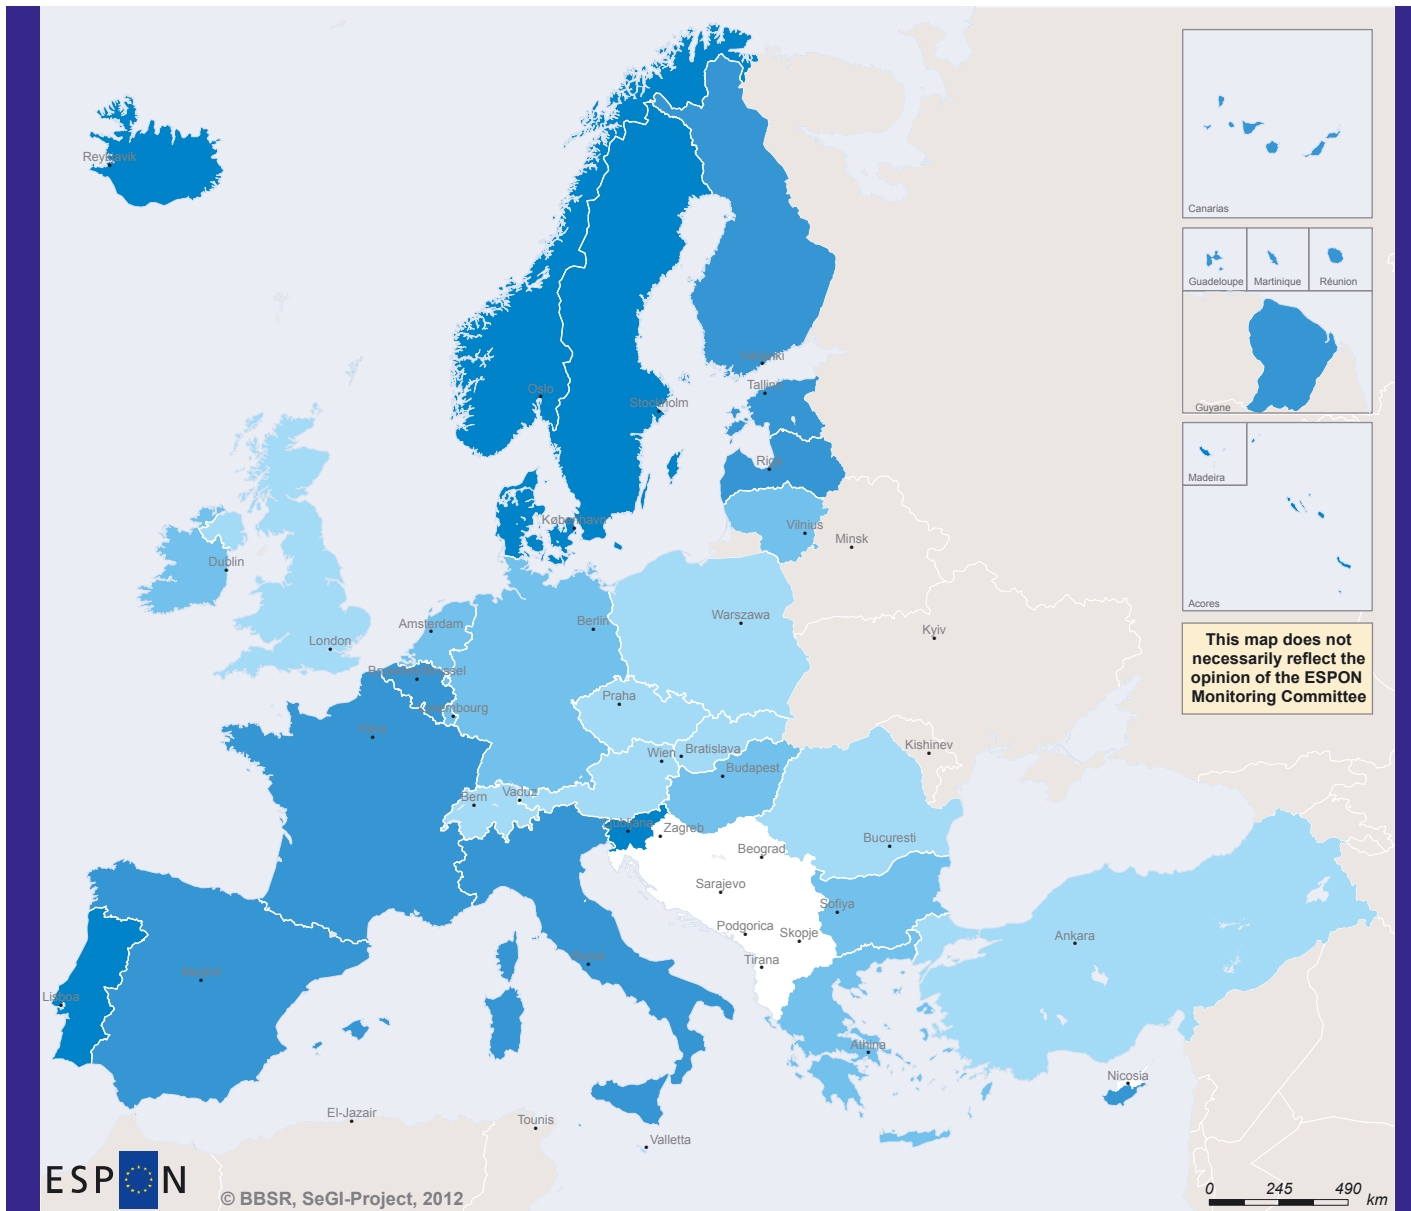 Canarias
Reykjavik
Guadeloupe
Martinique
Réunion
Guyane
Oslo
Stockholm
Tallinn
Riga
København
Vilnius
Minsk
Madeira
Acores
Dublin
Amsterdam
Berlin
Warszawa
Kyiv
London
This map does not
necessarily reflect the
opinion of the ESPON
Monitoring Committee
Praha
Paris
Wien
Bratislava
Budapest
Kishinev
Bern
Vaduz
Ljubljana
Zagreb
Beograd
Bucuresti
Sarajevo
Sofiya
Podgorica
Skopje
Ankara
Tirana
Madrid
Lisboa
Athina
Nicosia
El-Jazair
Tounis
Valletta
ESPON
© BBSR, SeGI-Project, 2012
0 245 490
km